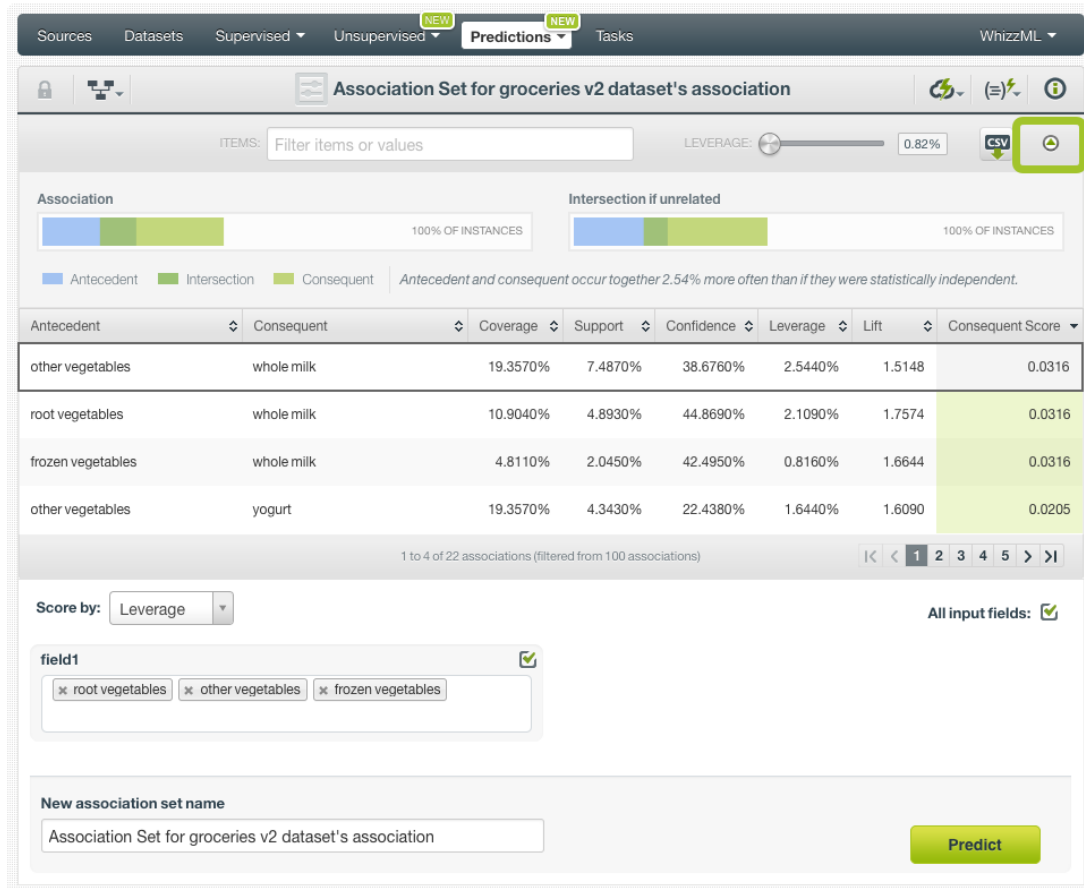 NEW NEW
Sources Datasets Supervised Unsupervised Predictions Tasks WhizzML
Association Set for groceries v2 dataset's association
ITEMS: Filter items or values LEVERAGE: 0.82% CSV
Association Intersection if unrelated
100% OF INSTANCES 100% OF INSTANCES
Antecedent Intersection Consequent Antecedent and consequent occur together 2.54% more often than if they were statistically independent.
Antecedent Consequent Coverage Support Confidence Leverage Lift Consequent Score
other vegetables whole milk 19.3570% 7.4870% 38.6760% 2.5440% 1.5148 0.0316
root vegetables whole milk 10.9040% 4.8930% 44.8690% 2.1090% 1.7574 0.0316
frozen vegetables whole milk 4.8110% 2.0450% 42.4950% 0.8160% 1.6644 0.0316
other vegetables yogurt 19.3570% 4.3430% 22.4380% 1.6440% 1.6090 0.0205
1 to 4 of 22 associations (filtered from 100 associations) 1 2 3 4 5
Score by: Leverage All input fields:
field1
root vegetables other vegetables frozen vegetables
New association set name
Association Set for groceries v2 dataset's association
Predict